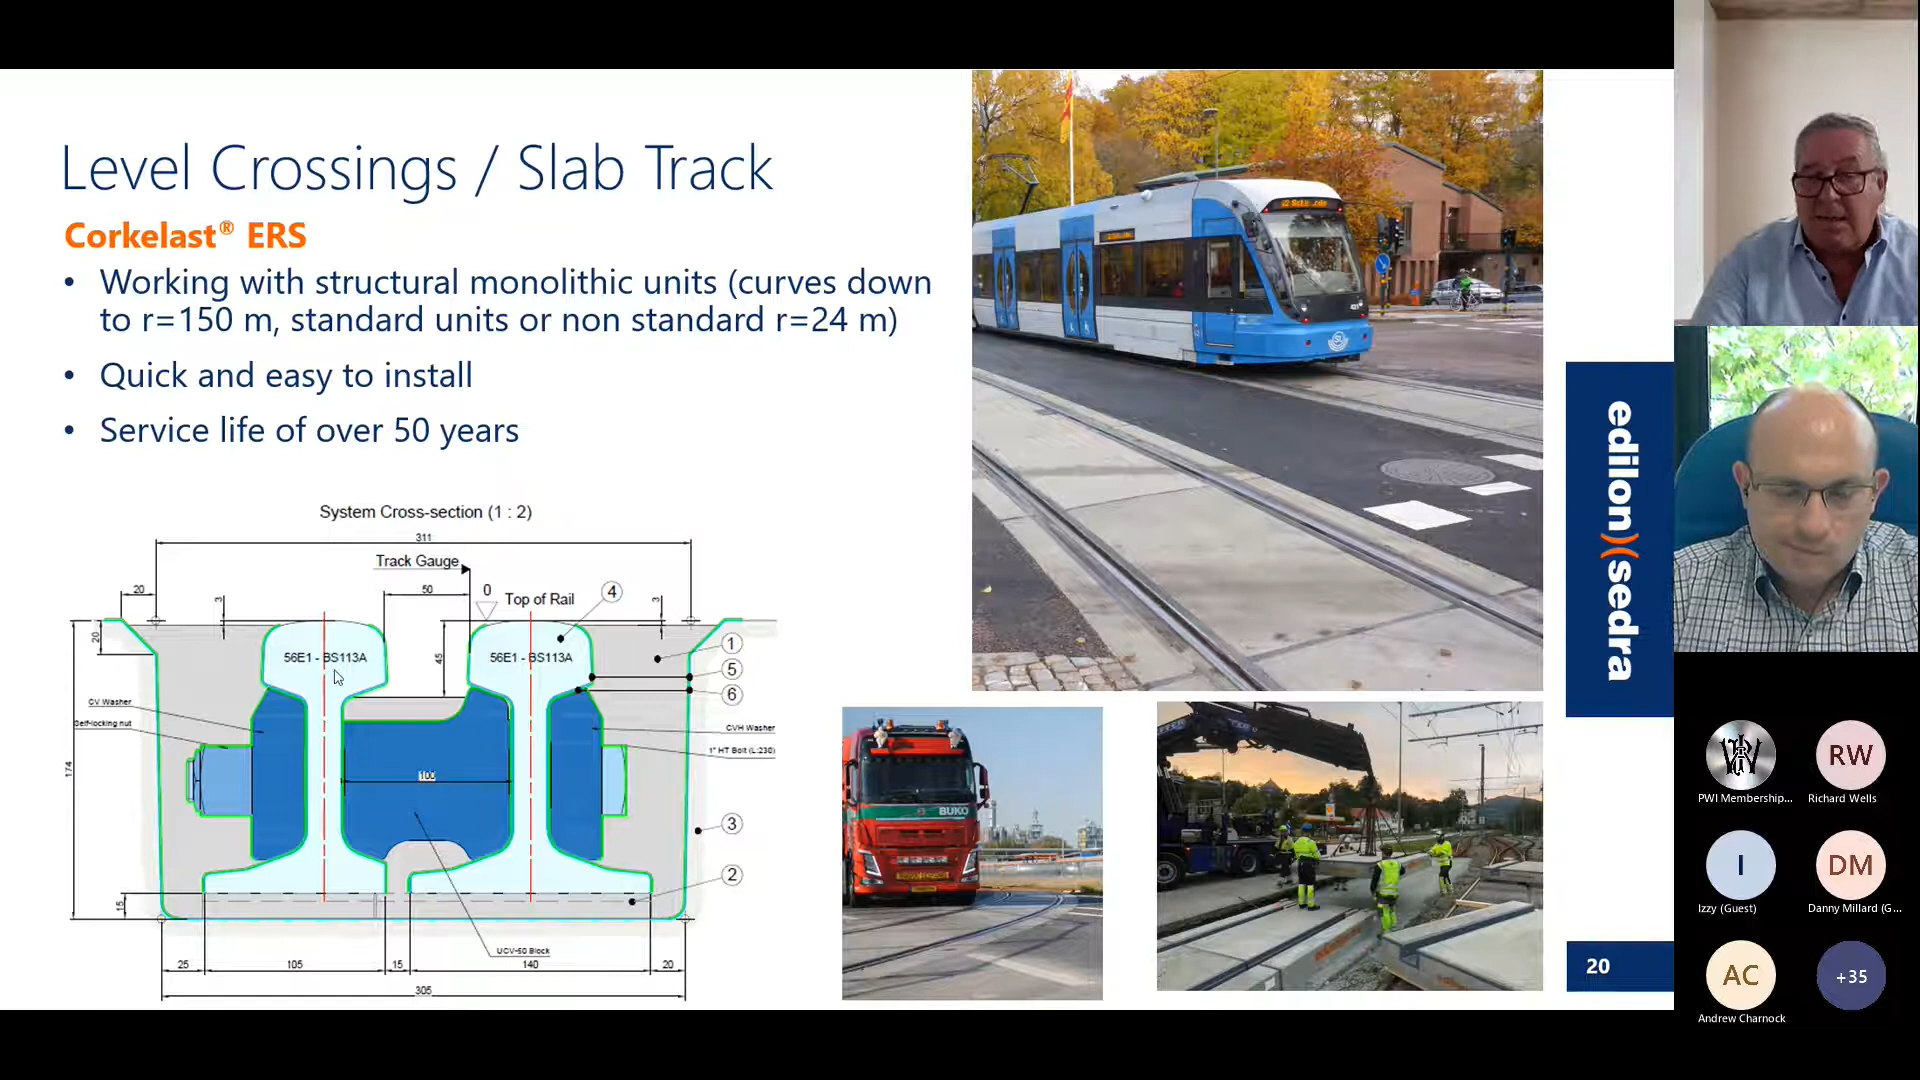 Level Crossings / Slab Track
Corkelast® ERS
• Working with structural monolithic units (curves down
to r=150 m, standard units or non standard r=24 m)
• Quick and easy to install
• Service life of over 50 years
System Cross-section (1 : 2)
311
Track Gauge
20
3
50
0
Top of Rail
4
3
20
56E1 - BS113A
45
56E1 - BS113A
1
5
6
CV Washer
Self-locking nut
CVH Washer
1" HT Bolt (L:230)
174
100
3
2
15
UCV-50 Block
25
105
15
140
20
305
BUKO
edilon)(sedra
20
PWI Membership...
RW
Richard Wells
I
Izzy (Guest)
DM
Danny Millard (G...
AC
Andrew Charnock
+35